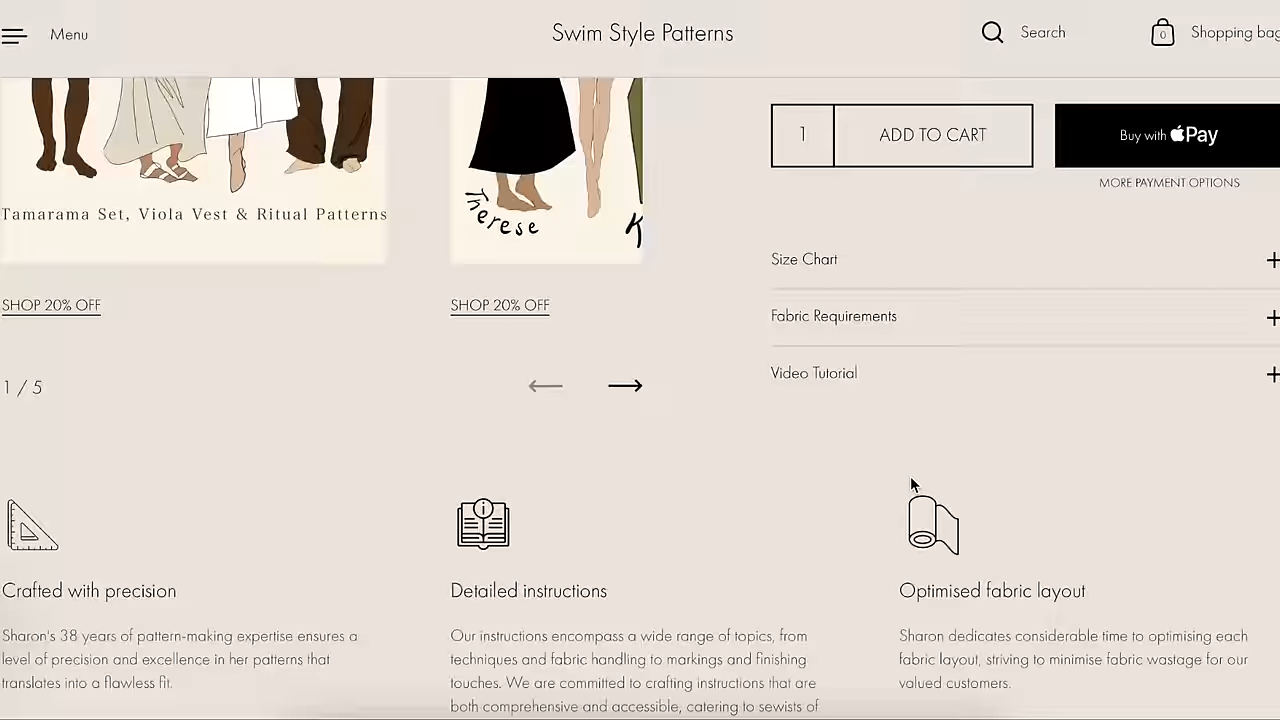 Menu
Swim Style Patterns
Search
0
Shopping bag
Tamarama Set, Viola Vest & Ritual Patterns
Therese
K
SHOP 20% OFF
SHOP 20% OFF
1 / 5
1
ADD TO CART
Buy with Pay
MORE PAYMENT OPTIONS
Size Chart
Fabric Requirements
Video Tutorial
Crafted with precision
Sharon's 38 years of pattern-making expertise ensures a
level of precision and excellence in her patterns that
translates into a flawless fit.
Detailed instructions
Our instructions encompass a wide range of topics, from
techniques and fabric handling to markings and finishing
touches. We are committed to crafting instructions that are
both comprehensive and accessible, catering to sewists of
Optimised fabric layout
Sharon dedicates considerable time to optimising each
fabric layout, striving to minimise fabric wastage for our
valued customers.